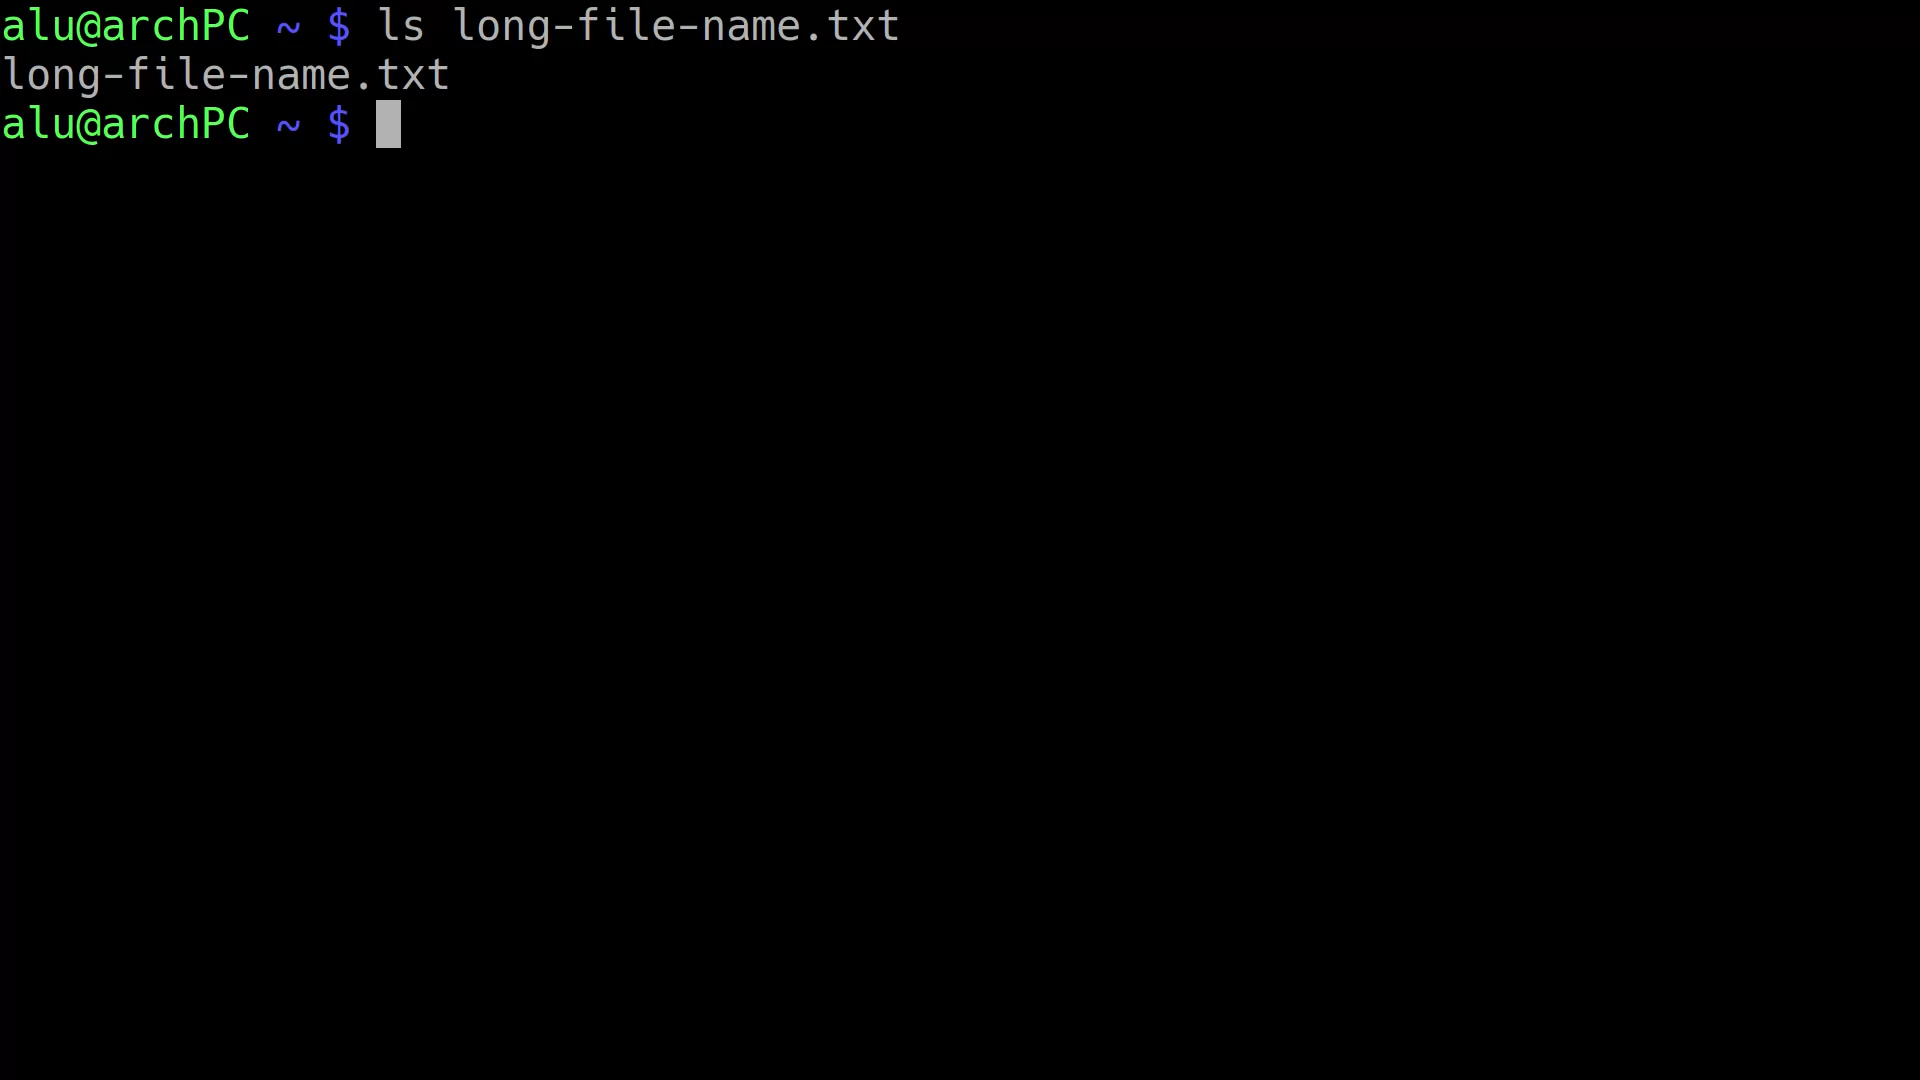 alu@archPC ~ $ ls long-file-name.txt
long-file-name.txt
alu@archPC ~ $